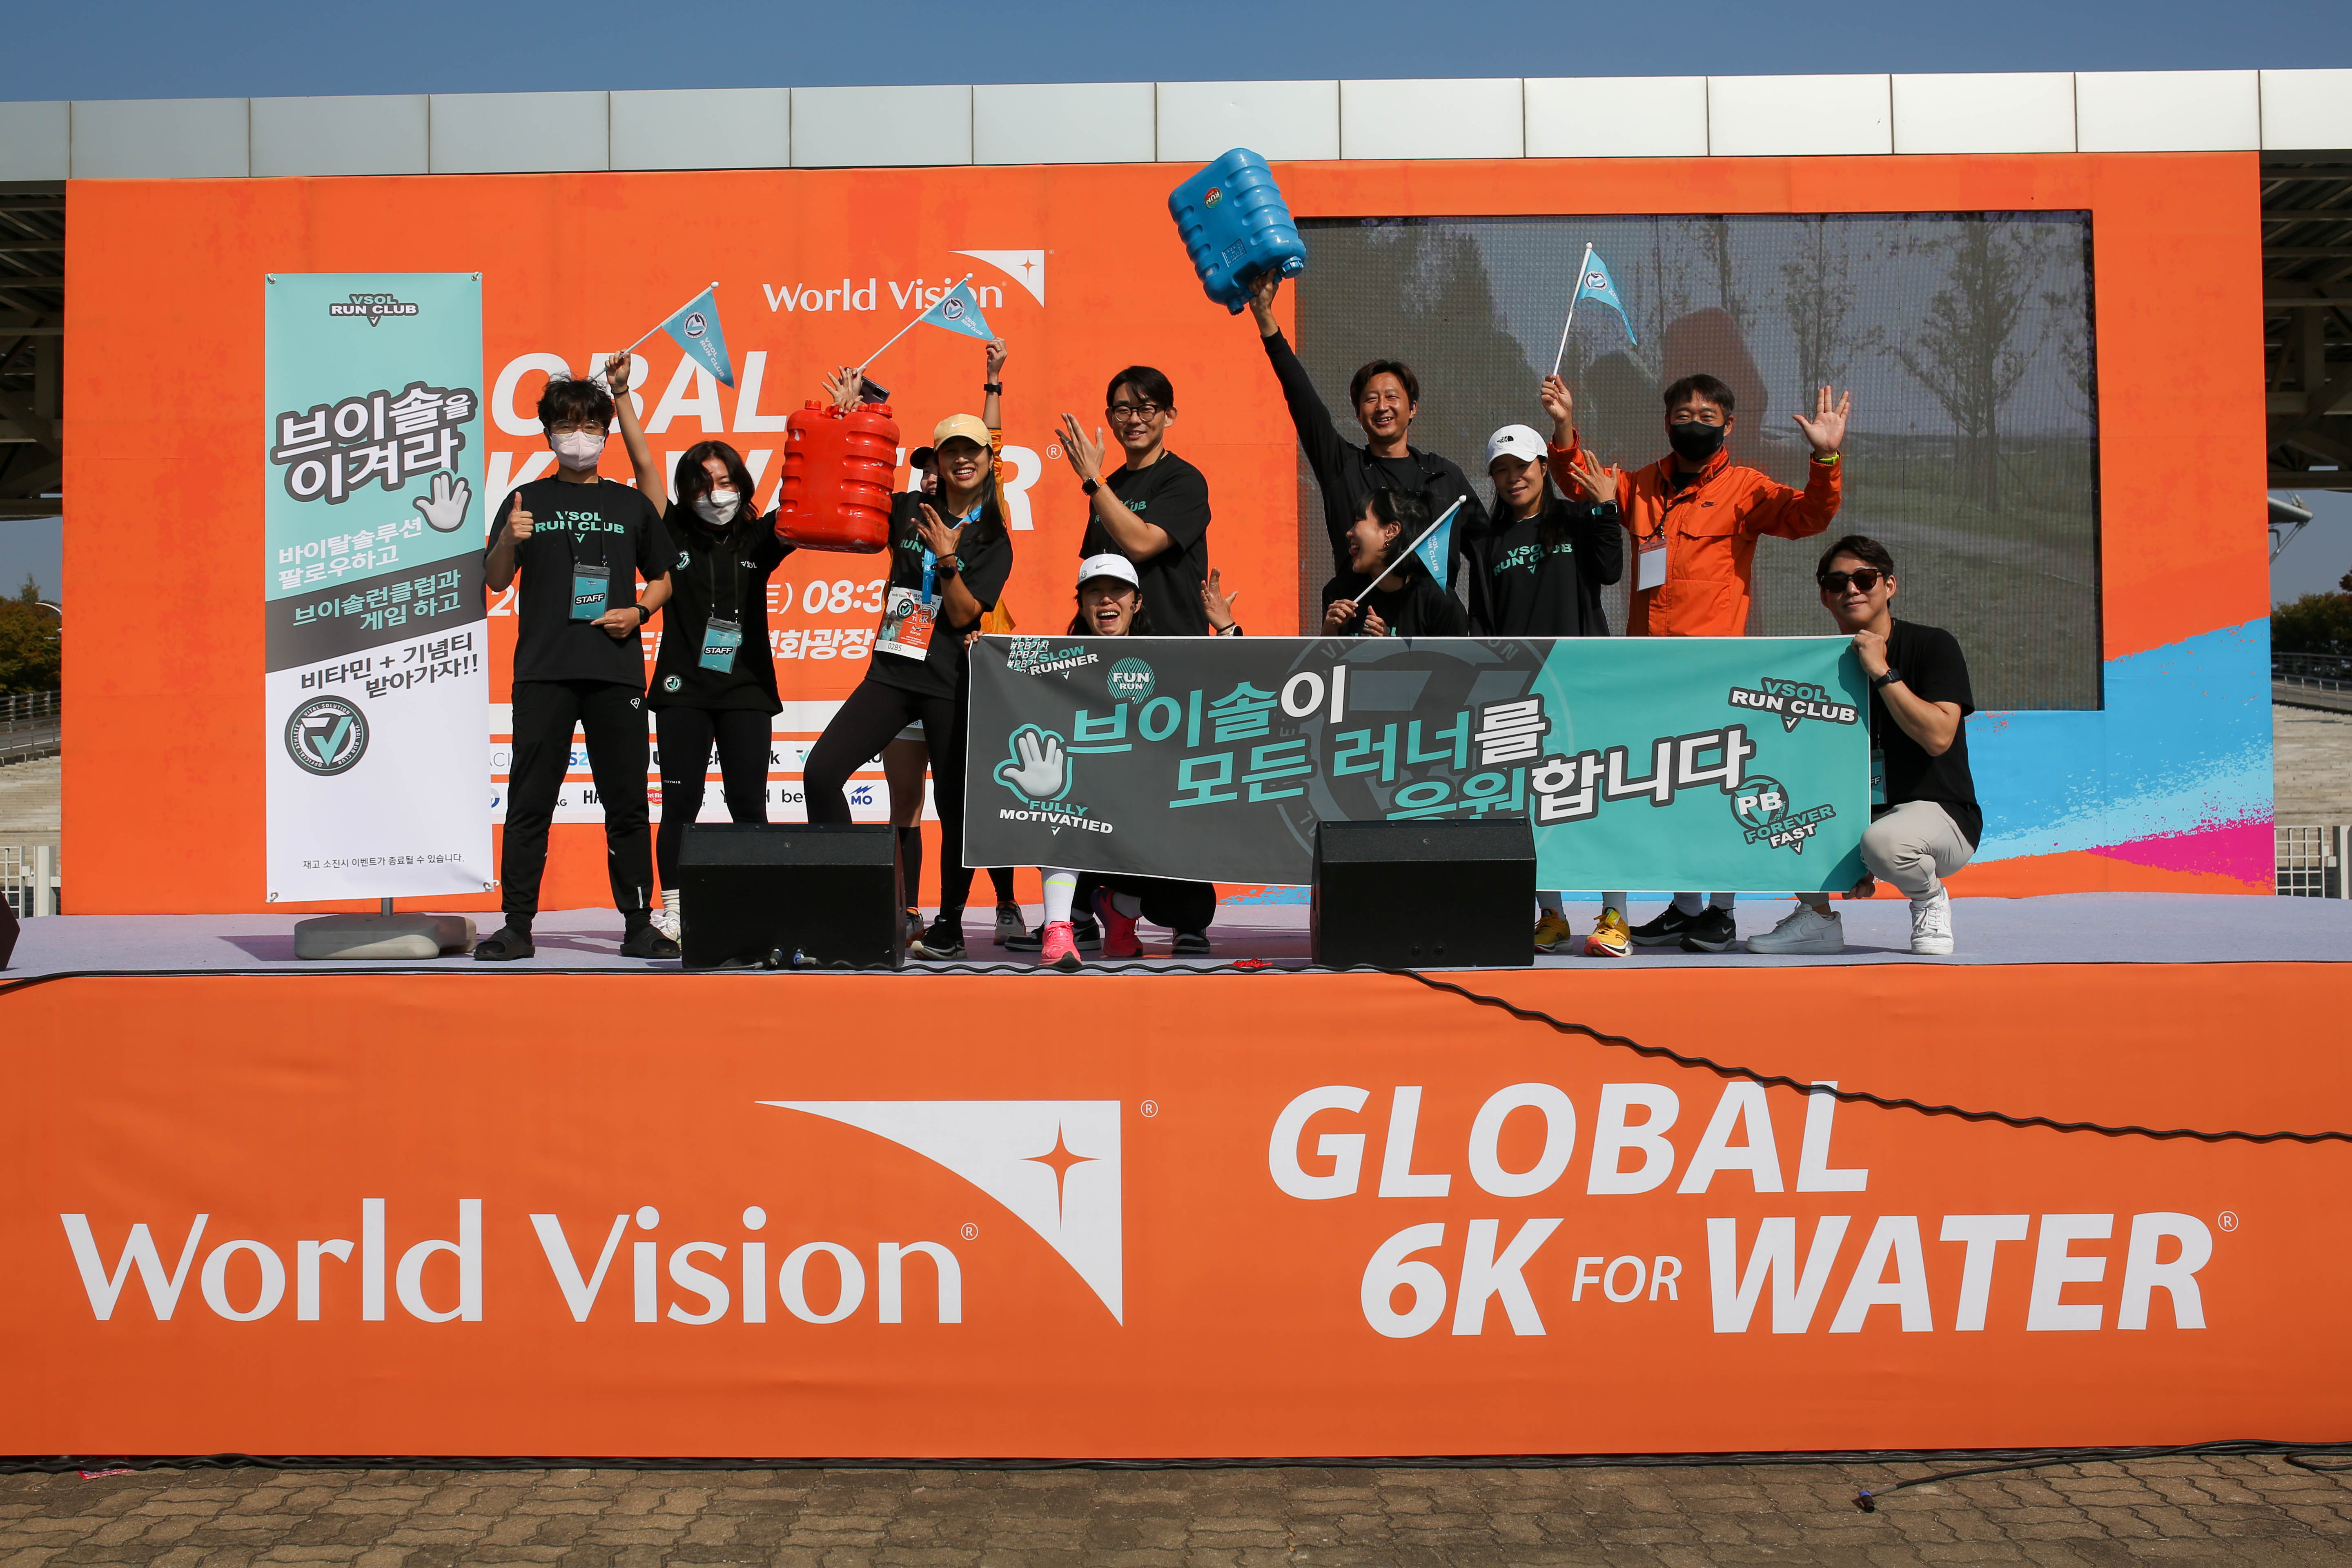 World Vision
OBAL
08:3
화광장
VSOL
RUN CLUB
브이솔을
이겨라
바이탈솔루션
팔로우하고
브이솔런클럽과
게임 하고
비타민 + 기념티
받아가자!!
VITAL SOLUTION
재고 소진시 이벤트가 종료될 수 있습니다.
VSOL
RUN CLUB
STAFF
STAFF
0285
VSOL
RUN CLUB
SLOW
RUNNER
FUN
RUN
브이솔이
모든 러너를
응원합니다
FULLY
MOTIVATIED
VSOL
RUN CLUB
PB
FOREVER
FAST
MO
World Vision
GLOBAL
6K FOR WATER